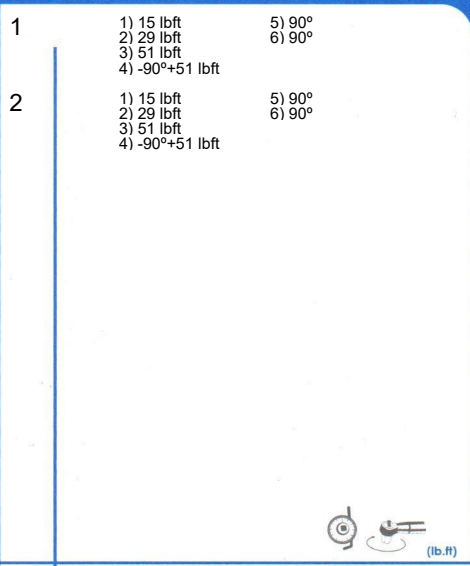 1 1) 15 lbft 5) 90º
2) 29 lbft 6) 90º
3) 51 lbft
4) -90º+51 lbft
2 1) 15 lbft 5) 90º
2) 29 lbft 6) 90º
3) 51 lbft
4) -90º+51 lbft
(lb.ft)